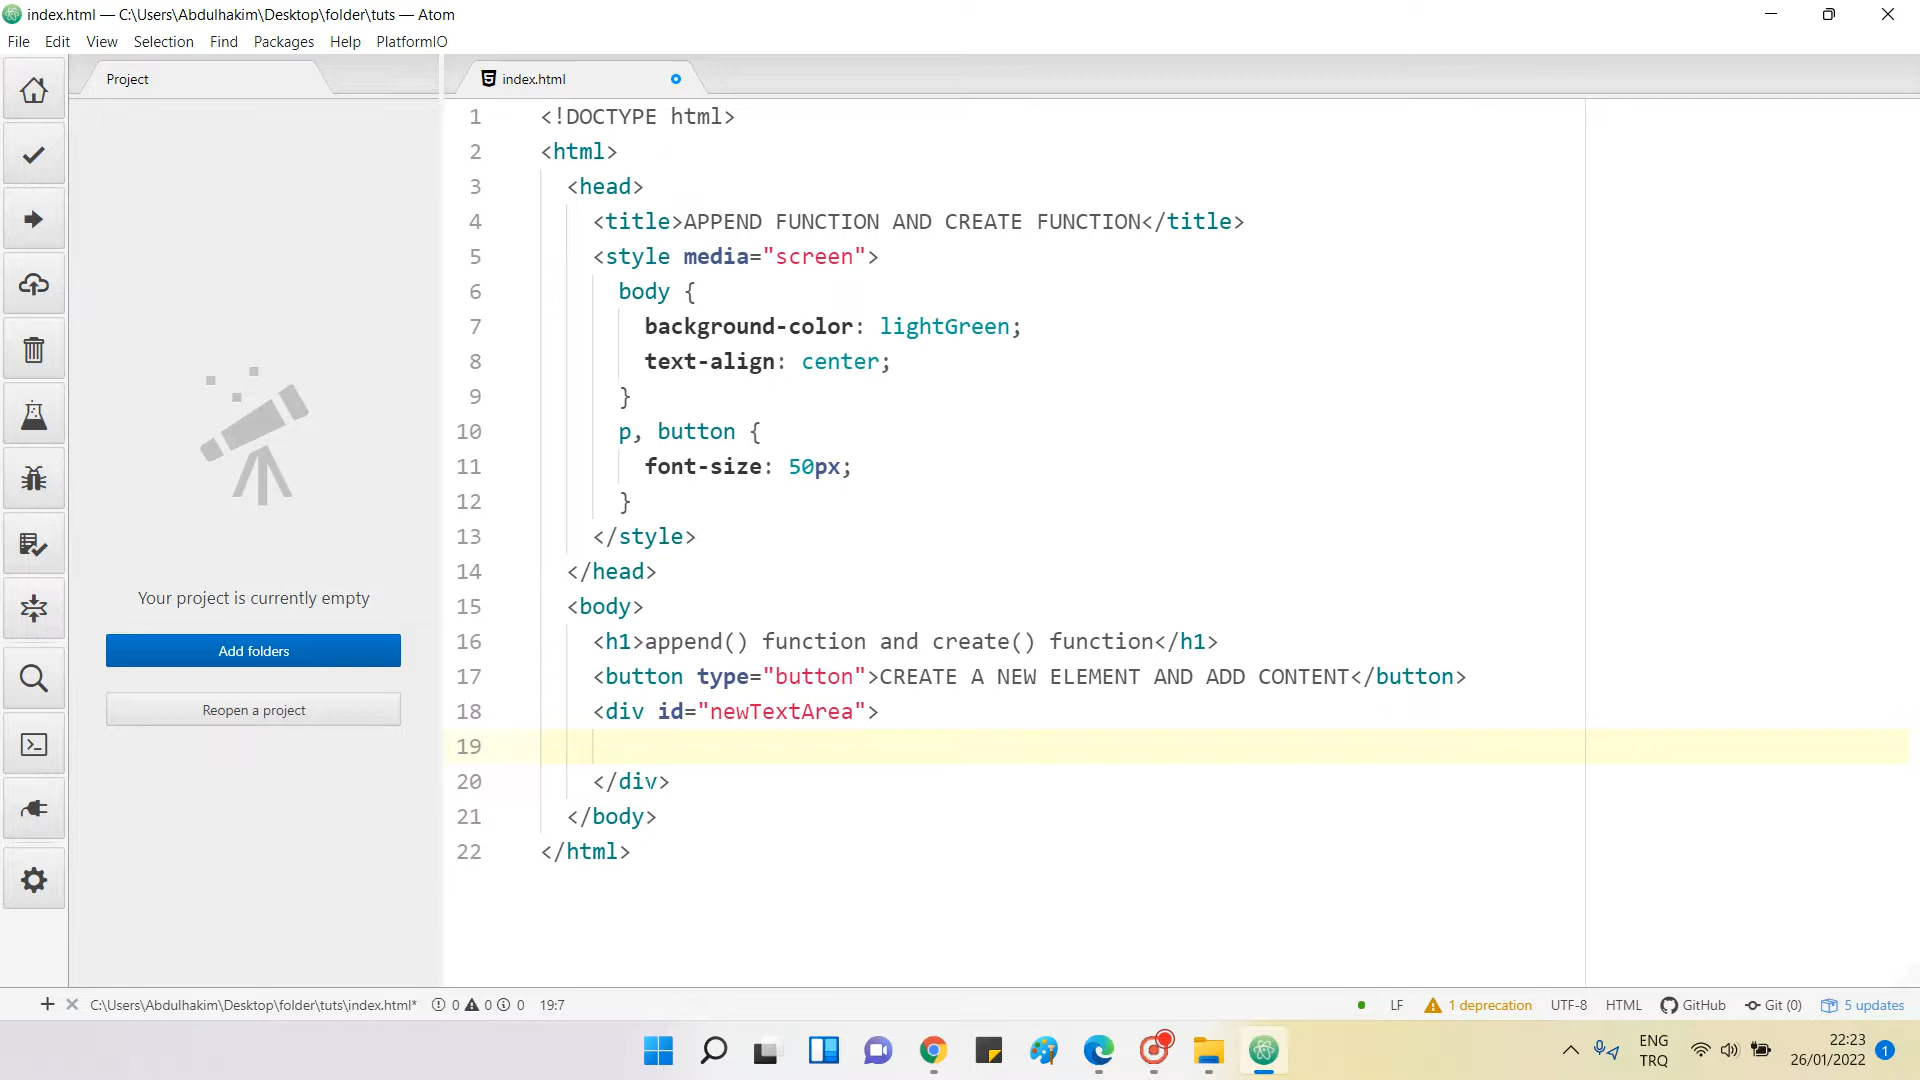 index.html — C:\Users\Abdulhakim\Desktop\folder\tuts — Atom
File Edit View Selection Find Packages Help PlatformIO
Project
index.html
1 <!DOCTYPE html>
2 <html>
3 <head>
4 <title>APPEND FUNCTION AND CREATE FUNCTION</title>
5 <style media="screen">
6 body {
7 background-color: lightGreen;
8 text-align: center;
9 }
10 p, button {
11 font-size: 50px;
12 }
13 </style>
14 </head>
15 <body>
16 <h1>append() function and create() function</h1>
17 <button type="button">CREATE A NEW ELEMENT AND ADD CONTENT</button>
18 <div id="newTextArea">
19
20 </div>
21 </body>
22 </html>
Your project is currently empty
Add folders
Reopen a project
C:\Users\Abdulhakim\Desktop\folder\tuts\index.html* 0 0 0 19:7
LF 1 deprecation UTF-8 HTML GitHub Git (0) 5 updates
ENG
TRQ
22:23
26/01/2022
1